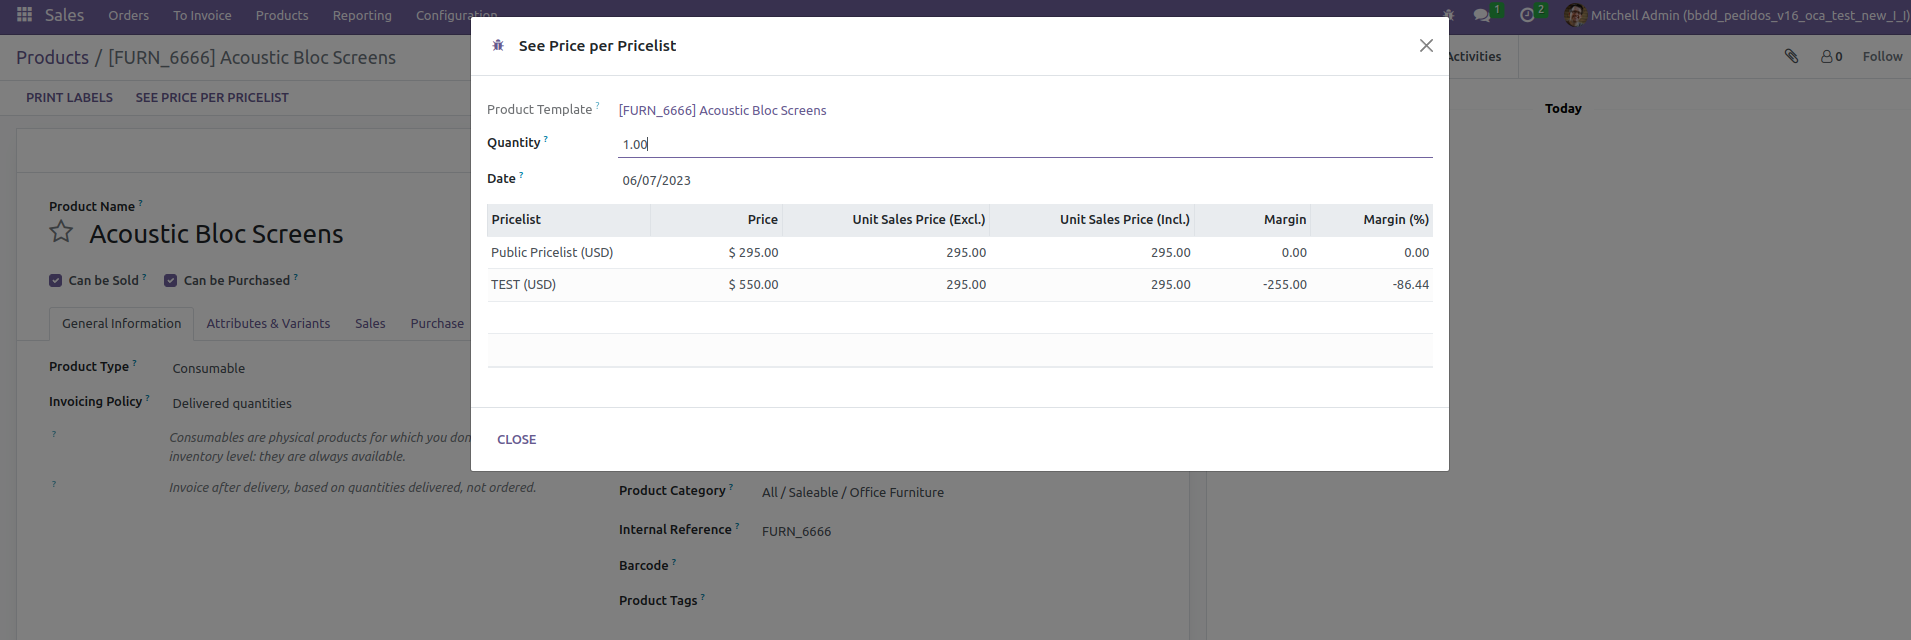 Sales Orders To Invoice Products Reporting Configuration 1 2 Mitchell Admin (bbdd_pedidos_v16_oca_test_new_I_I)
Products / [FURN_6666] Acoustic Bloc Screens
Activities 0 Follow
PRINT LABELS SEE PRICE PER PRICELIST
Today
Product Name ?
Acoustic Bloc Screens
Can be Sold ? Can be Purchased ?
General Information Attributes & Variants Sales Purchase
Product Type ? Consumable
Invoicing Policy ? Delivered quantities
? Consumables are physical products for which you don
inventory level: they are always available.
? Invoice after delivery, based on quantities delivered, not ordered.
Product Category ? All / Saleable / Office Furniture
Internal Reference ? FURN_6666
Barcode ?
Product Tags ?
See Price per Pricelist
Product Template ? [FURN_6666] Acoustic Bloc Screens
Quantity ? 1.00
Date ? 06/07/2023
Pricelist Price Unit Sales Price (Excl.) Unit Sales Price (Incl.) Margin Margin (%)
Public Pricelist (USD) $ 295.00 295.00 295.00 0.00 0.00
TEST (USD) $ 550.00 295.00 295.00 -255.00 -86.44
CLOSE